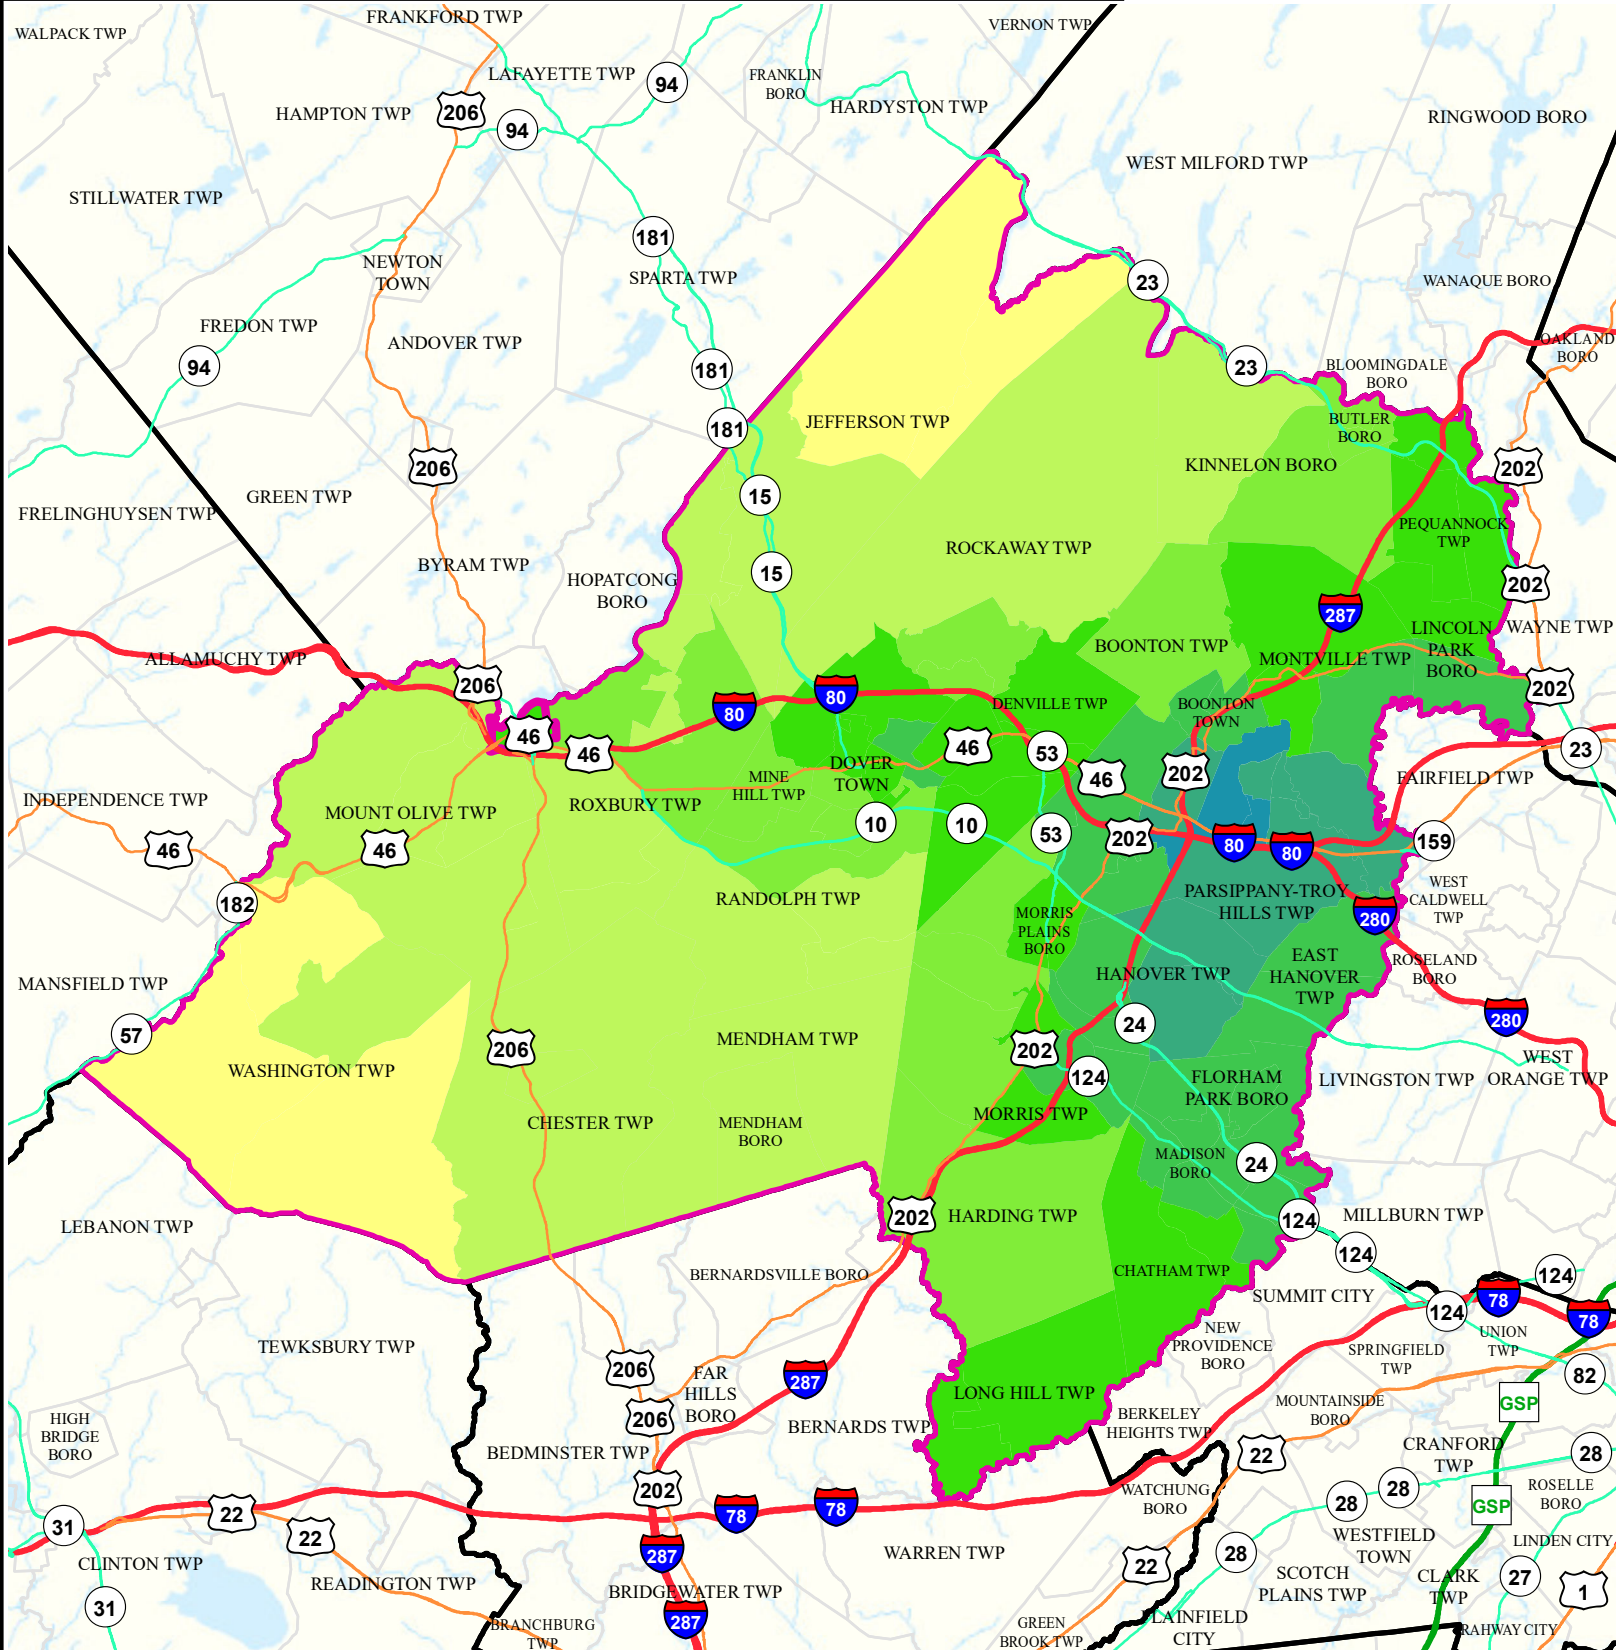 FRANKFORD TWP
VERNON TWP
WALPACK TWP
LAFAYETTE TWP
94
FRANKLIN
BORO
HARDYSTON TWP
HAMPTON TWP
206
94
RINGWOOD BORO
WEST MILFORD TWP
STILLWATER TWP
181
SPARTA TWP
NEWTON
TOWN
23
WANAQUE BORO
FREDON TWP
ANDOVER TWP
OAKLAND
BORO
94
181
23
BLOOMINGDALE
BORO
181
JEFFERSON TWP
BUTLER
BORO
206
KINNELON BORO
202
15
GREEN TWP
FRELINGHUYSEN TWP
PEQUANNOCK
TWP
ROCKAWAY TWP
BYRAM TWP
15
HOPATCONG
BORO
202
287
LINCOLN
PARK
BORO
WAYNE TWP
BOONTON TWP
ALLAMUCHY TWP
MONTVILLE TWP
206
80
80
DENVILLE TWP
BOONTON
TOWN
202
46
46
46
53
23
DOVER
TOWN
MINE
HILL TWP
46
202
FAIRFIELD TWP
INDEPENDENCE TWP
MOUNT OLIVE TWP
ROXBURY TWP
10
10
53
202
80
80
159
46
46
182
RANDOLPH TWP
PARSIPPANY-TROY
HILLS TWP
WEST
CALDWELL
TWP
MORRIS
PLAINS
BORO
280
MANSFIELD TWP
HANOVER TWP
EAST
HANOVER
TWP
ROSELAND
BORO
57
206
MENDHAM TWP
202
24
280
WASHINGTON TWP
124
FLORHAM
PARK BORO
LIVINGSTON TWP
WEST
ORANGE TWP
CHESTER TWP
MENDHAM
BORO
MORRIS TWP
MADISON
BORO
24
LEBANON TWP
202
HARDING TWP
124
MILLBURN TWP
124
BERNARDSVILLE BORO
CHATHAM TWP
124
SUMMIT CITY
124
78
78
TEWKSBURY TWP
NEW
PROVIDENCE
BORO
SPRINGFIELD
TWP
UNION
TWP
206
FAR
HILLS
BORO
287
LONG HILL TWP
82
206
MOUNTAINSIDE
BORO
GSP
HIGH
BRIDGE
BORO
BEDMINSTER TWP
BERNARDS TWP
BERKELEY
HEIGHTS TWP
22
CRANFORD
TWP
28
202
WATCHUNG
BORO
28
28
ROSELLE
BORO
GSP
31
22
22
78
78
WESTFIELD
TOWN
LINDEN CITY
CLINTON TWP
287
WARREN TWP
28
22
READINGTON TWP
BRIDGEWATER TWP
SCOTCH
PLAINS TWP
CLARK
TWP
27
1
31
287
BRANCHBURG
TWP
GREEN
BROOK TWP
PLAINFIELD
CITY
RAHWAY CITY